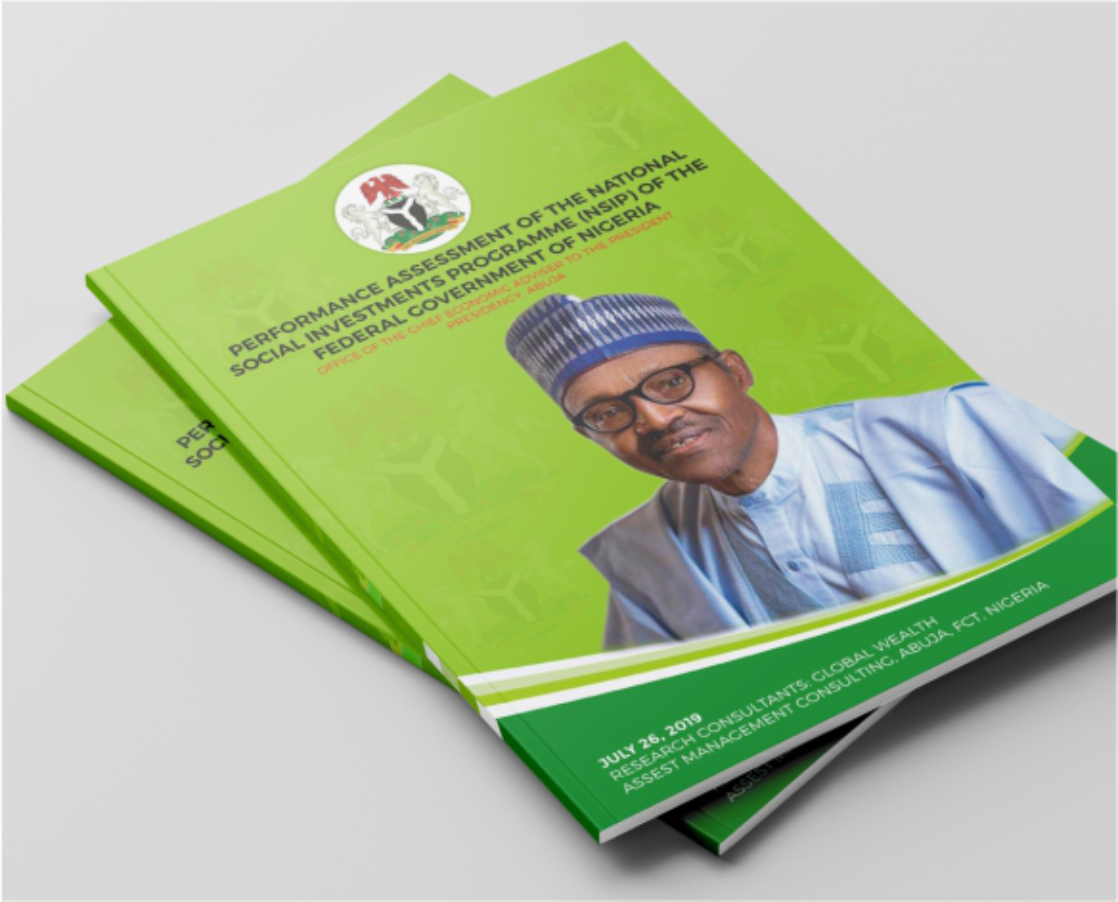 PERFORMANCE ASSESSMENT OF THE NATIONAL
SOCIAL INVESTMENTS PROGRAMME (NSIP) OF THE
FEDERAL GOVERNMENT OF NIGERIA
OFFICE OF THE CHIEF ECONOMIC ADVISER TO THE PRESIDENT
PRESIDENCY, ABUJA
PER
SOCI
JULY 26, 2019
RESEARCH CONSULTANTS: GLOBAL WEALTH
ASSEST MANAGEMENT CONSULTING, ABUJA, FCT, NIGERIA
ASSEST